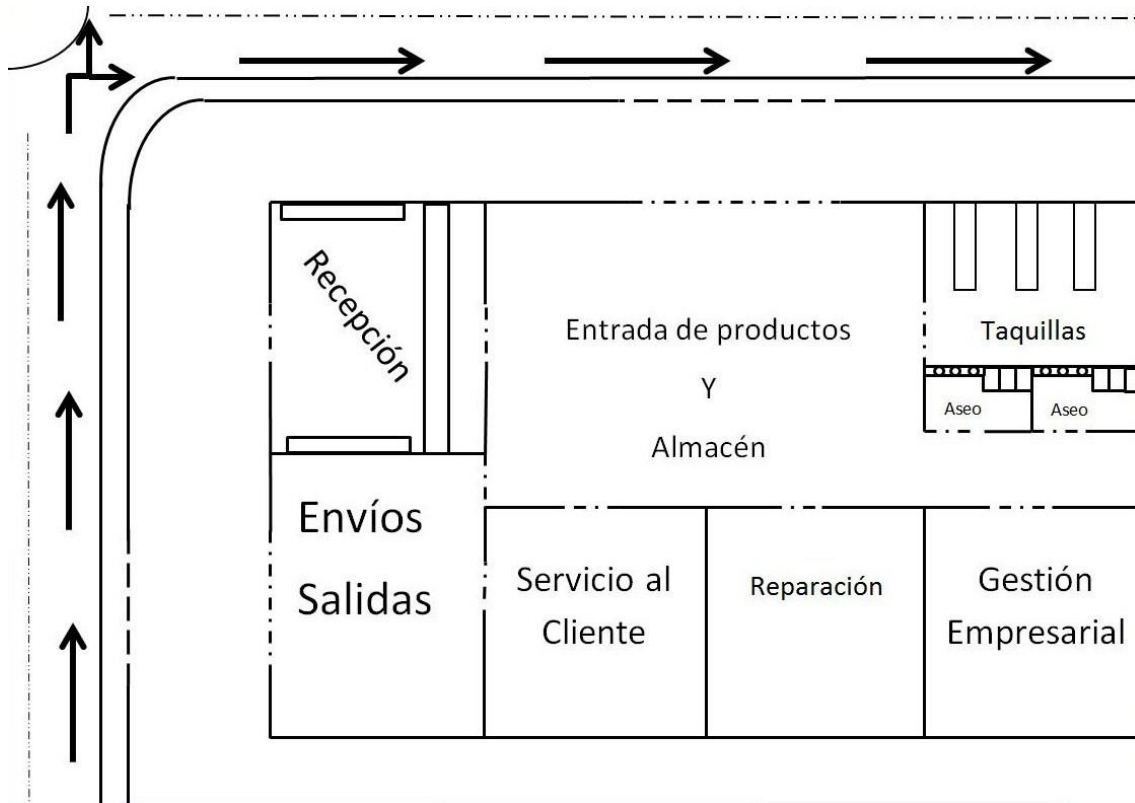 Recepción
Entrada de productos
Y
Almacén
Taquillas
Aseo
Aseo
Envíos
Salidas
Servicio al
Cliente
Reparación
Gestión
Empresarial